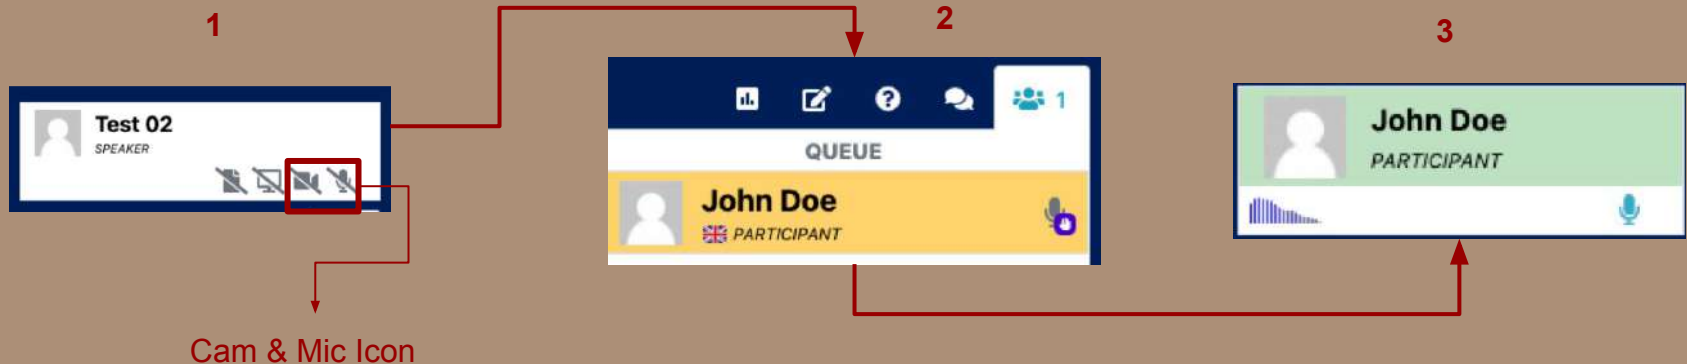 1
2
3
Test 02
SPEAKER
Cam & Mic Icon
1
QUEUE
John Doe
PARTICIPANT
John Doe
PARTICIPANT